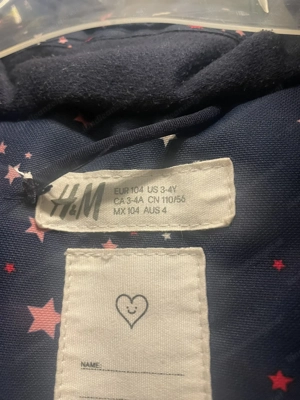 H&M
EUR 104 US 3-4Y
CA 3-4A CN 110/56
MX 104 AUS 4
NAME: